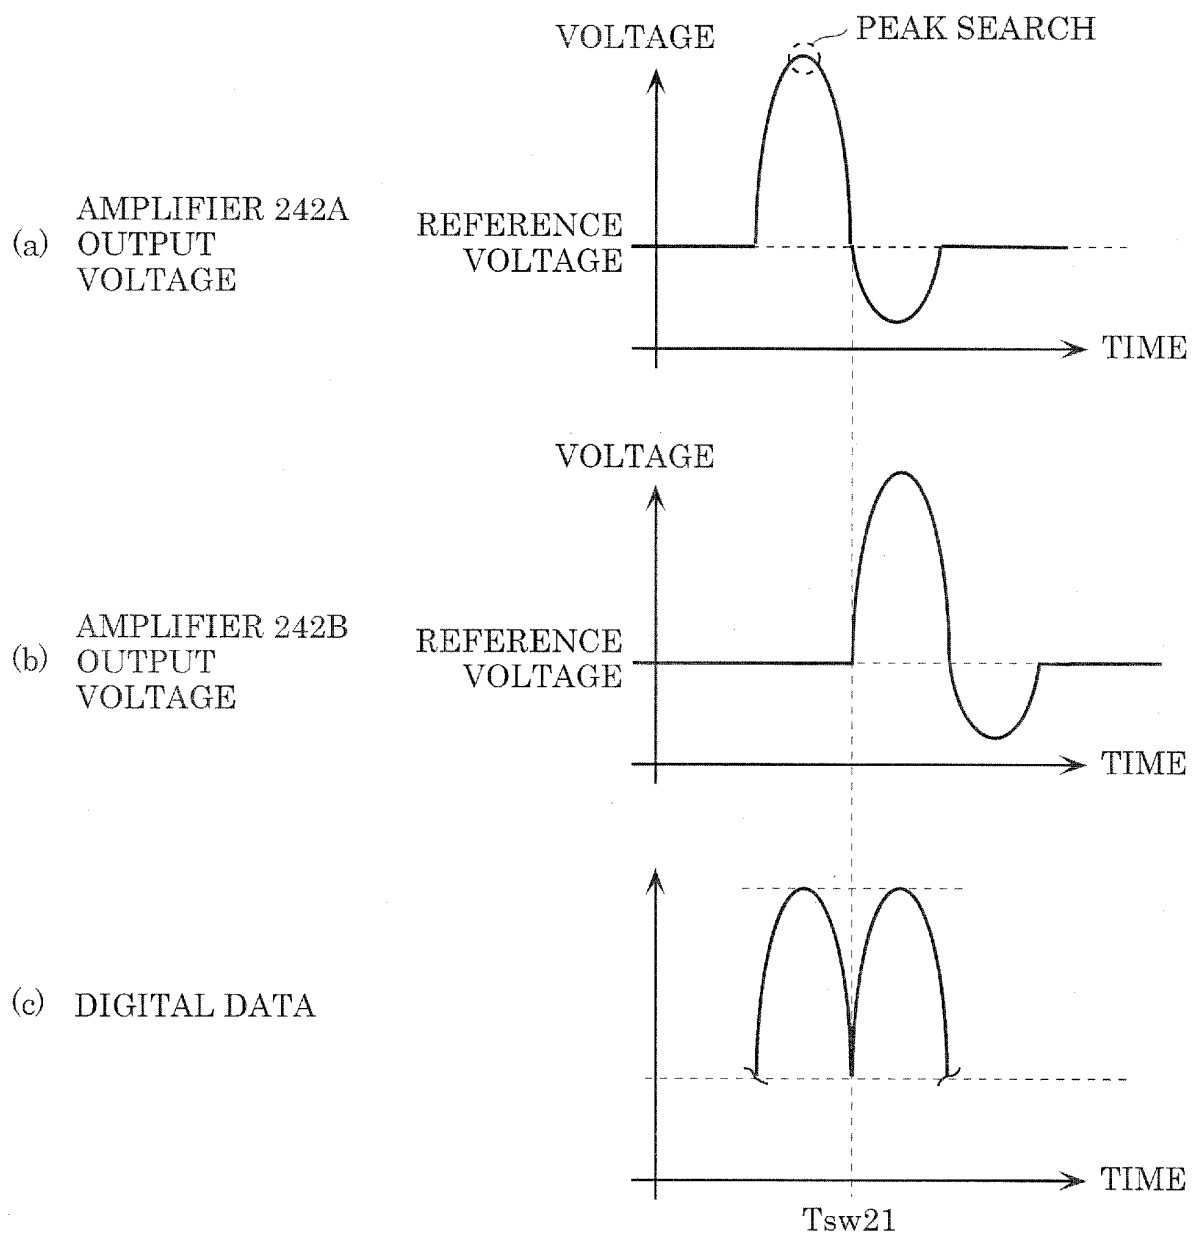 VOLTAGE
PEAK SEARCH
(a) AMPLIFIER 242A
OUTPUT
VOLTAGE
REFERENCE
VOLTAGE
TIME
VOLTAGE
(b) AMPLIFIER 242B
OUTPUT
VOLTAGE
REFERENCE
VOLTAGE
TIME
(c) DIGITAL DATA
TIME
Tsw21